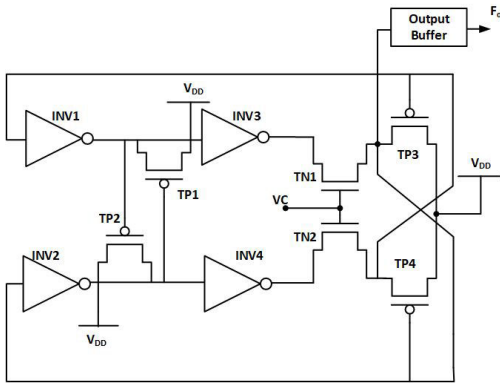 Output
Buffer
F
V_DD
INV1
INV3
TP3
V_DD
TN1
TP1
VC
TP2
TN2
INV2
INV4
TP4
V_DD